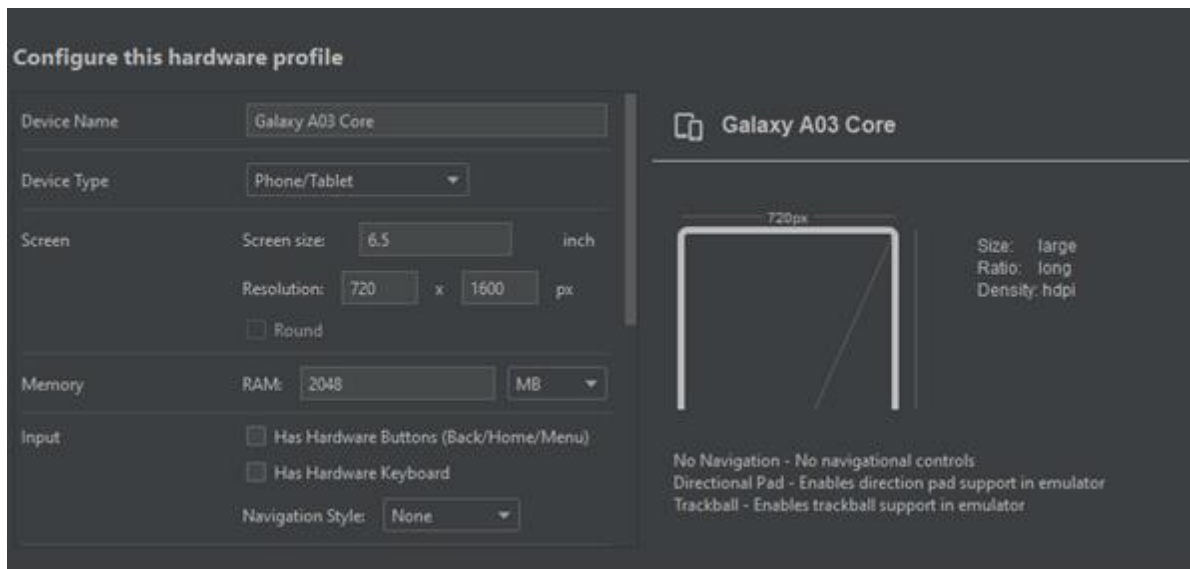 Configure this hardware profile
Device Name Galaxy A03 Core
Device Type Phone/Tablet
Screen Screen size: 6.5 inch
Resolution: 720 x 1600 px
Round
Memory RAM: 2048 MB
Input Has Hardware Buttons (Back/Home/Menu)
Has Hardware Keyboard
Navigation Style: None
Galaxy A03 Core
720px
Size: large
Ratio: long
Density: hdpi
No Navigation - No navigational controls
Directional Pad - Enables direction pad support in emulator
Trackball - Enables trackball support in emulator